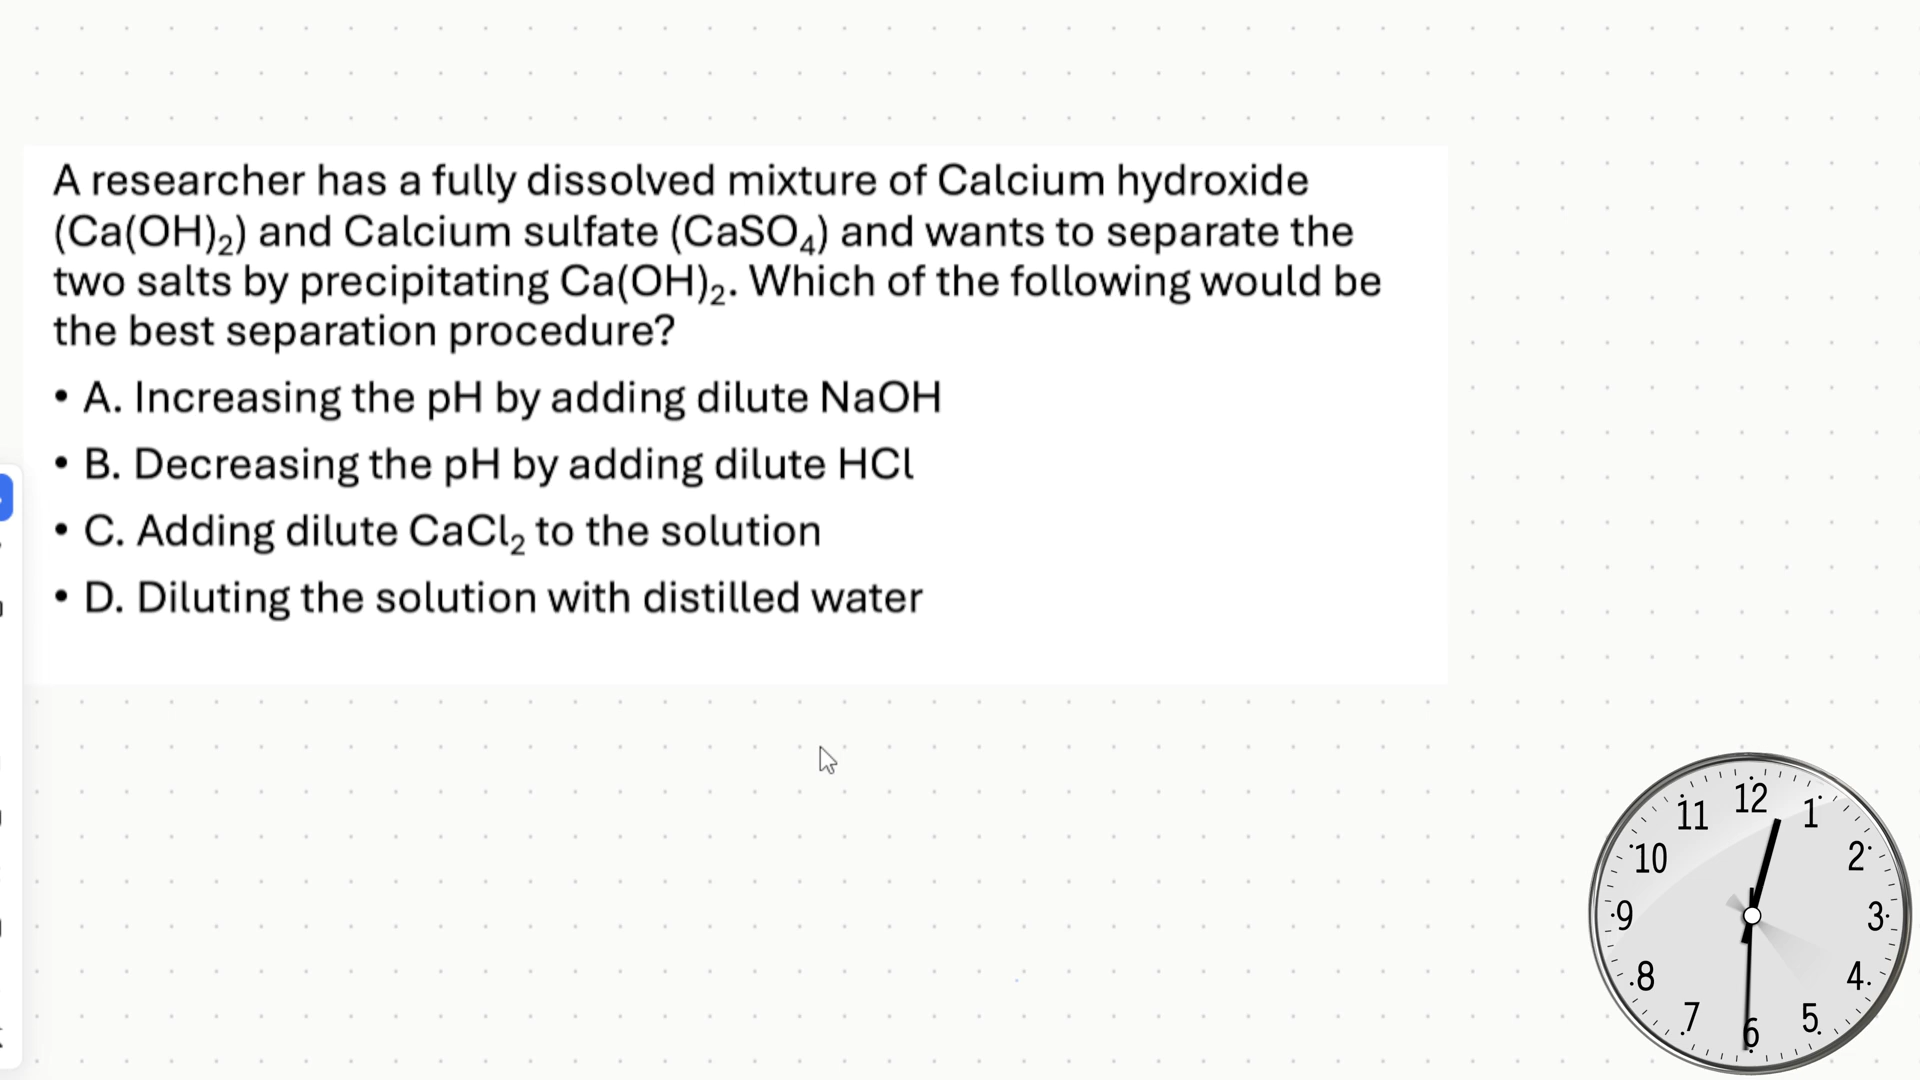 A researcher has a fully dissolved mixture of Calcium hydroxide
(Ca(OH)₂) and Calcium sulfate (CaSO₄) and wants to separate the
two salts by precipitating Ca(OH)₂. Which of the following would be
the best separation procedure?
• A. Increasing the pH by adding dilute NaOH
• B. Decreasing the pH by adding dilute HCl
• C. Adding dilute CaCl₂ to the solution
• D. Diluting the solution with distilled water
12
1
2
3
4
5
6
7
8
9
10
11